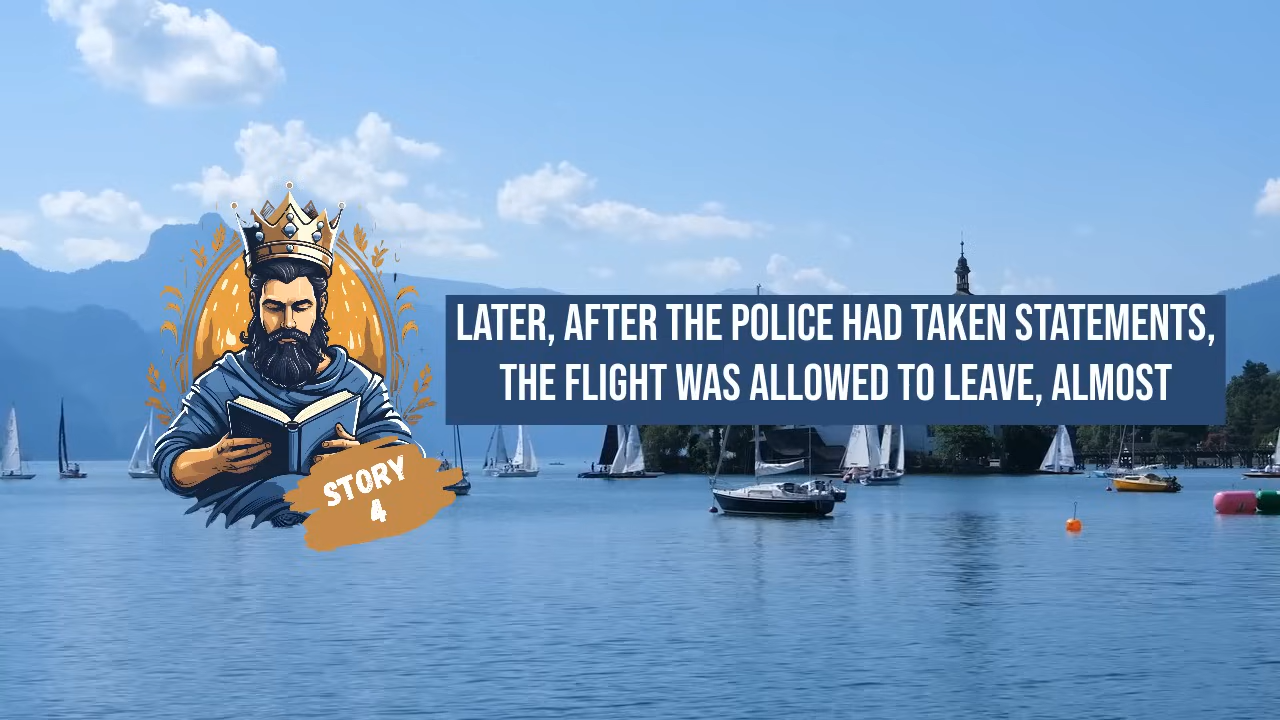 LATER, AFTER THE POLICE HAD TAKEN STATEMENTS,
THE FLIGHT WAS ALLOWED TO LEAVE, ALMOST
STORY
4